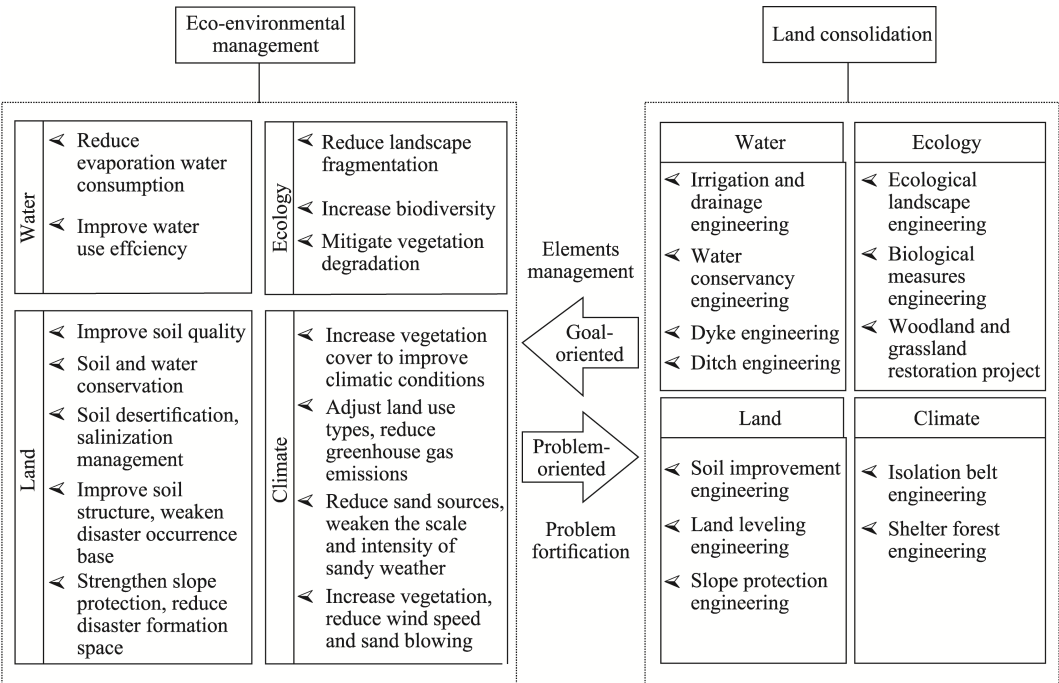 Eco-environmental
management
Land consolidation
Water
Reduce
evaporation water
consumption
Improve water
use effciency
Ecology
Reduce landscape
fragmentation
Increase biodiversity
Mitigate vegetation
degradation
Land
Improve soil quality
Soil and water
conservation
Soil desertification,
salinization
management
Improve soil
structure, weaken
disaster occurrence
base
Strengthen slope
protection, reduce
disaster formation
space
Climate
Increase vegetation
cover to improve
climatic conditions
Adjust land use
types, reduce
greenhouse gas
emissions
Reduce sand sources,
weaken the scale
and intensity of
sandy weather
Increase vegetation,
reduce wind speed
and sand blowing
Elements
management
Goal-
oriented
Problem-
oriented
Problem
fortification
Water
Irrigation and
drainage
engineering
Water
conservancy
engineering
Dyke engineering
Ditch engineering
Ecology
Ecological
landscape
engineering
Biological
measures
engineering
Woodland and
grassland
restoration project
Land
Soil improvement
engineering
Land leveling
engineering
Slope protection
engineering
Climate
Isolation belt
engineering
Shelter forest
engineering